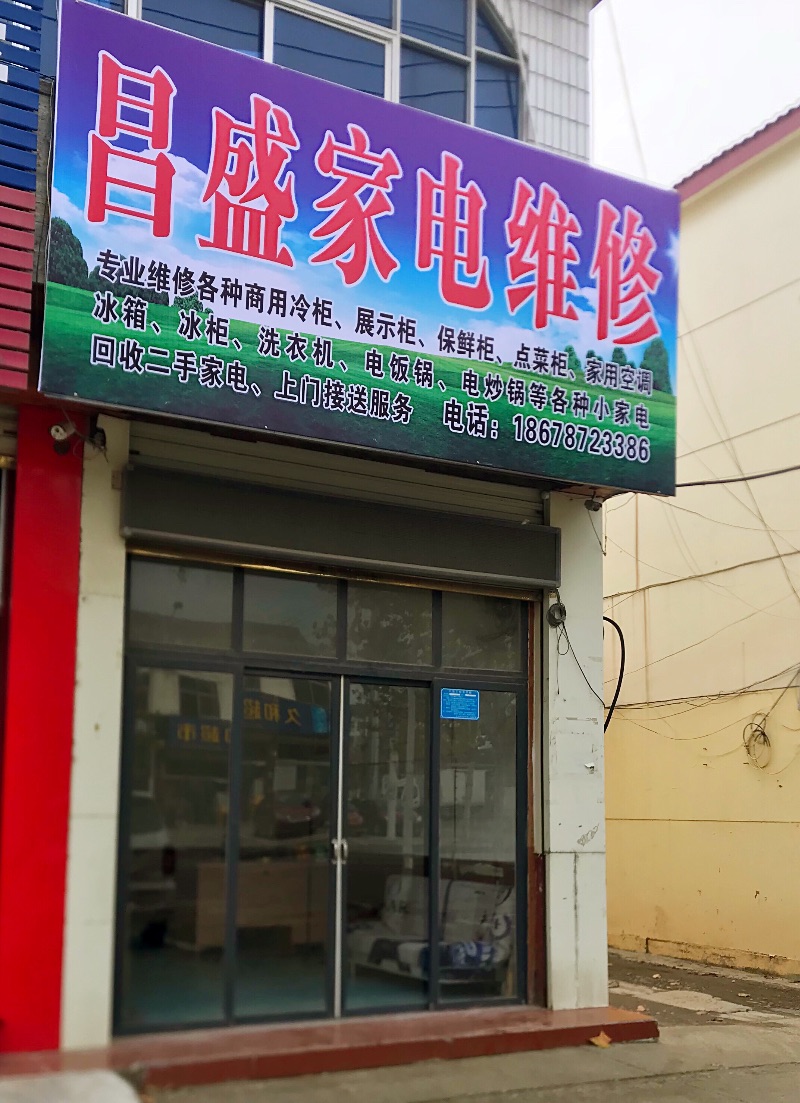 昌盛家电维修
专业维修各种商用冷柜、展示柜、保鲜柜、点菜柜、家用空调
冰箱、冰柜、洗衣机、电饭锅、电炒锅等各种小家电
回收二手家电、上门接送服务 电话：18678723386